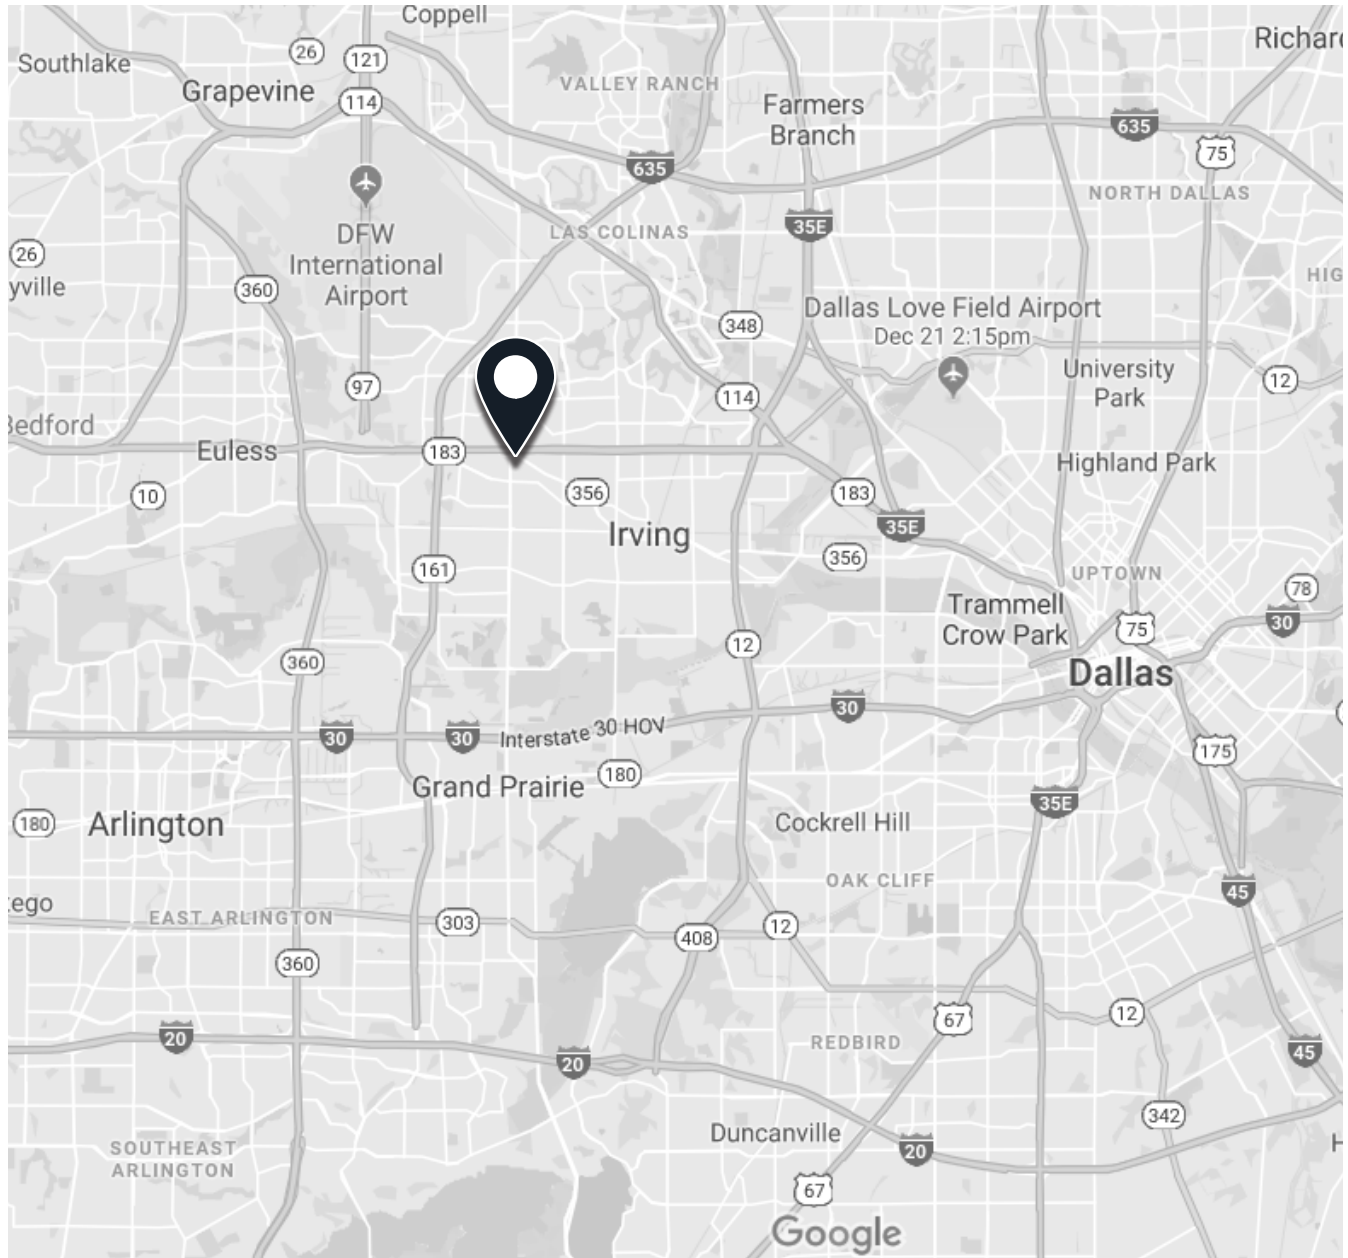 Coppell
Southlake
26
121
Grapevine
114
VALLEY RANCH
Farmers
Branch
Richar
635
635
75
NORTH DALLAS
DFW
International
Airport
LAS COLINAS
35E
26
yville
360
HIG
348
Dallas Love Field Airport
Dec 21 2:15pm
97
114
University
Park
12
Bedford
Euless
183
Highland Park
10
356
183
35E
Irving
356
161
UPTOWN
78
Trammell
Crow Park
75
30
12
360
Dallas
30
30
30
Interstate 30 HOV
175
180
Grand Prairie
35E
180
Arlington
Cockrell Hill
OAK CLIFF
45
tego
EAST ARLINGTON
303
408
12
360
67
12
20
REDBIRD
45
20
342
Duncanville
SOUTHEAST
ARLINGTON
20
H
67
Google